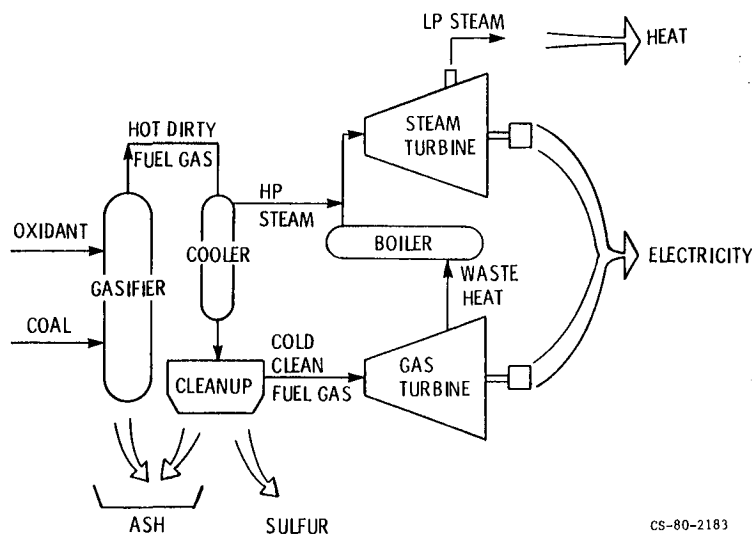 LP STEAM
HEAT
HOT DIRTY
FUEL GAS
STEAM
TURBINE
HP
STEAM
OXIDANT
COOLER
BOILER
ELECTRICITY
GASIFIER
WASTE
HEAT
COAL
COLD
CLEAN
FUEL GAS
CLEANUP
GAS
TURBINE
ASH
SULFUR
CS-80-2183